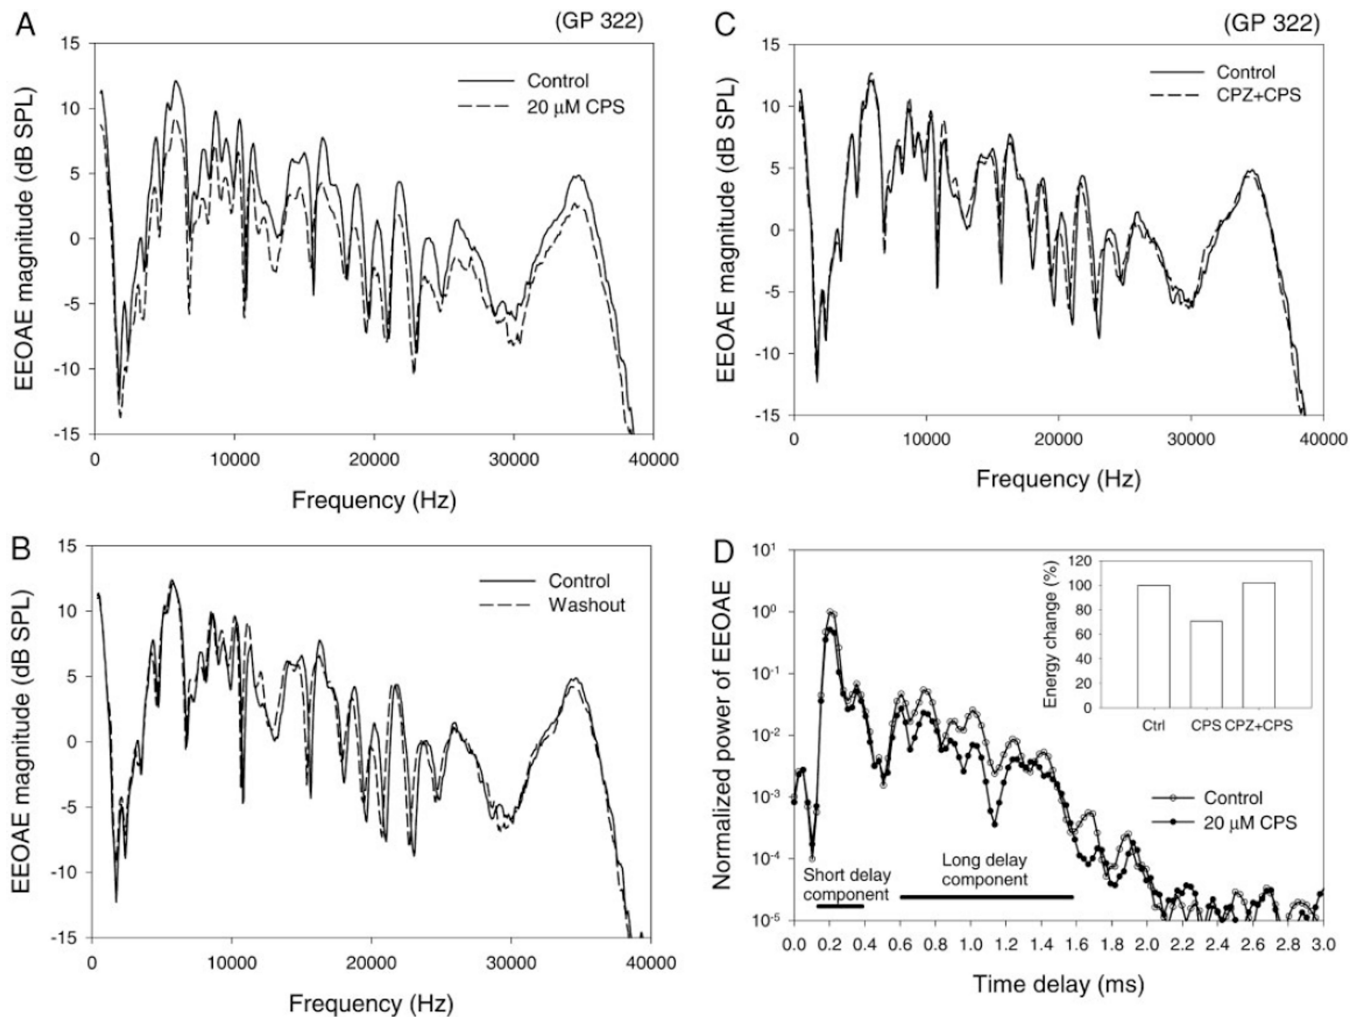 A
(GP 322)
15
10
5
0
-5
-10
-15
EEOAE magnitude (dB SPL)
Control
20 µM CPS
0 10000 20000 30000 40000
Frequency (Hz)
C
(GP 322)
15
10
5
0
-5
-10
-15
EEOAE magnitude (dB SPL)
Control
CPZ+CPS
0 10000 20000 30000 40000
Frequency (Hz)
B
15
10
5
0
-5
-10
-15
EEOAE magnitude (dB SPL)
Control
Washout
0 10000 20000 30000 40000
Frequency (Hz)
D
10¹
10⁰
10⁻¹
10⁻²
10⁻³
10⁻⁴
10⁻⁵
Normalized power of EEOAE
120
100
80
60
40
20
0
Energy change (%)
Ctrl CPS CPZ+CPS
Control
20 µM CPS
Short delay
component
Long delay
component
0.0 0.2 0.4 0.6 0.8 1.0 1.2 1.4 1.6 1.8 2.0 2.2 2.4 2.6 2.8 3.0
Time delay (ms)